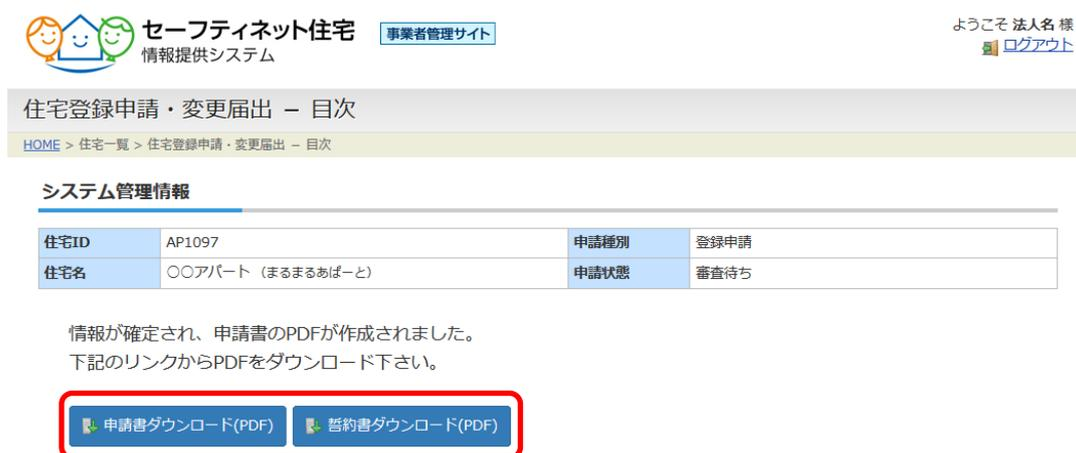 セーフティネット住宅
情報提供システム
事業者管理サイト
ようこそ 法人名 様
ログアウト
住宅登録申請・変更届出 － 目次
HOME > 住宅一覧 > 住宅登録申請・変更届出 － 目次
システム管理情報
住宅ID AP1097 申請種別 登録申請
住宅名 ○○アパート（まるまるあぱーと） 申請状態 審査待ち
情報が確定され、申請書のPDFが作成されました。
下記のリンクからPDFをダウンロード下さい。
申請書ダウンロード(PDF) 誓約書ダウンロード(PDF)